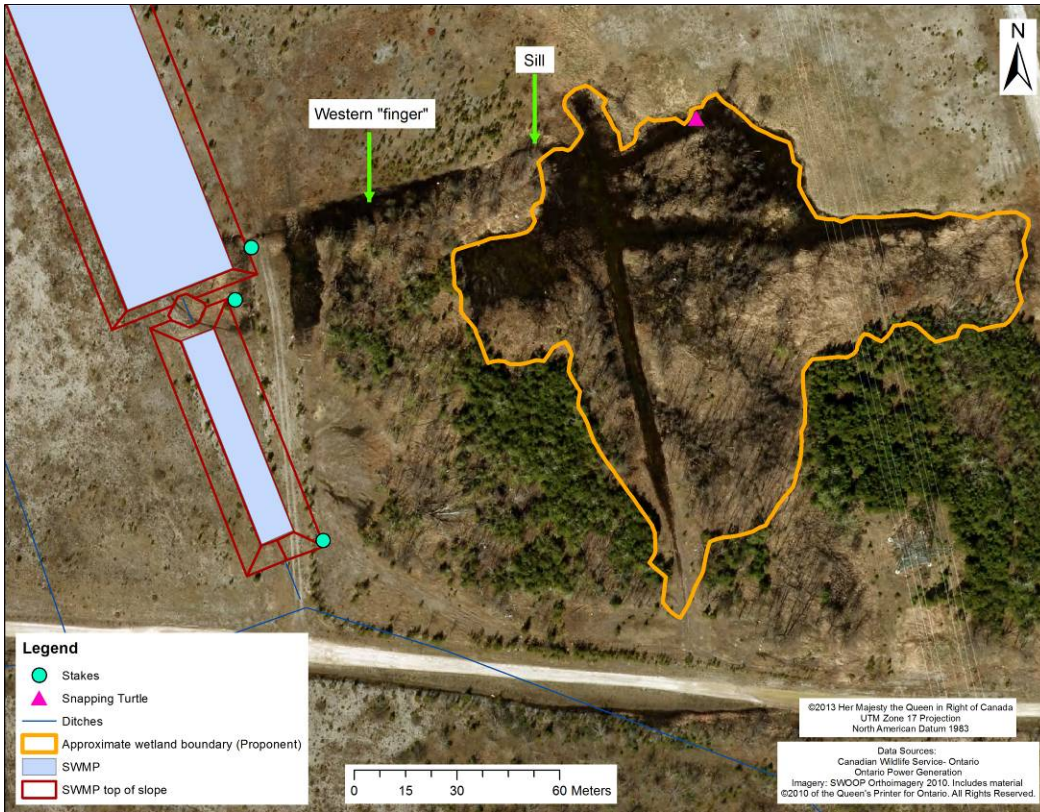 N
Sill
Western "finger"
Legend
Stakes
Snapping Turtle
Ditches
Approximate wetland boundary (Proponent)
SWMP
SWMP top of slope
0 15 30 60 Meters
©2013 Her Majesty the Queen in Right of Canada
UTM Zone 17 Projection
North American Datum 1983
Data Sources:
Canadian Wildlife Service- Ontario
Ontario Power Generation
Imagery: SWOOP Orthoimagery 2010. Includes material
©2010 of the Queen's Printer for Ontario. All Rights Reserved.